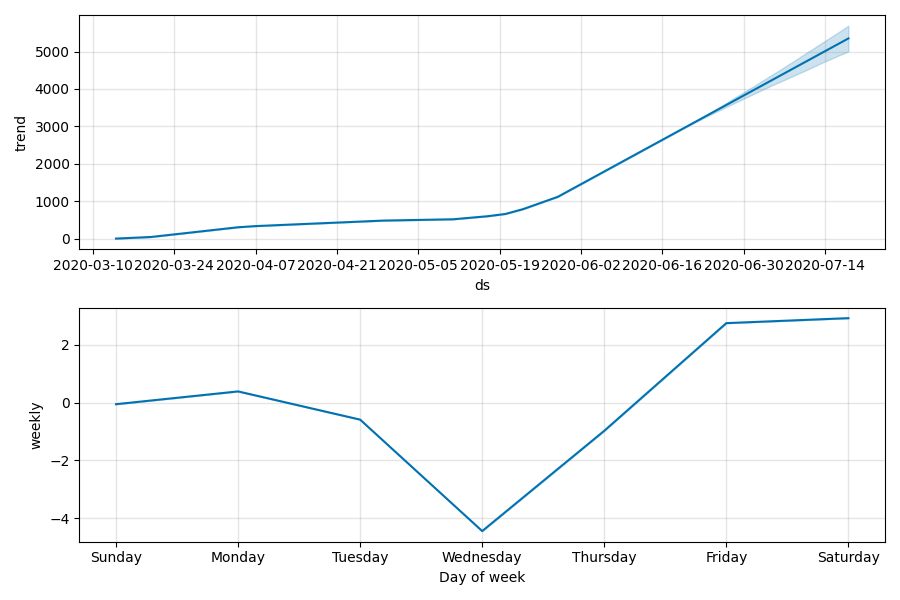 trend
5000
4000
3000
2000
1000
0
2020-03-10 2020-03-24 2020-04-07 2020-04-21 2020-05-05 2020-05-19 2020-06-02 2020-06-16 2020-06-30 2020-07-14
ds
weekly
2
0
−2
−4
Sunday Monday Tuesday Wednesday Thursday Friday Saturday
Day of week